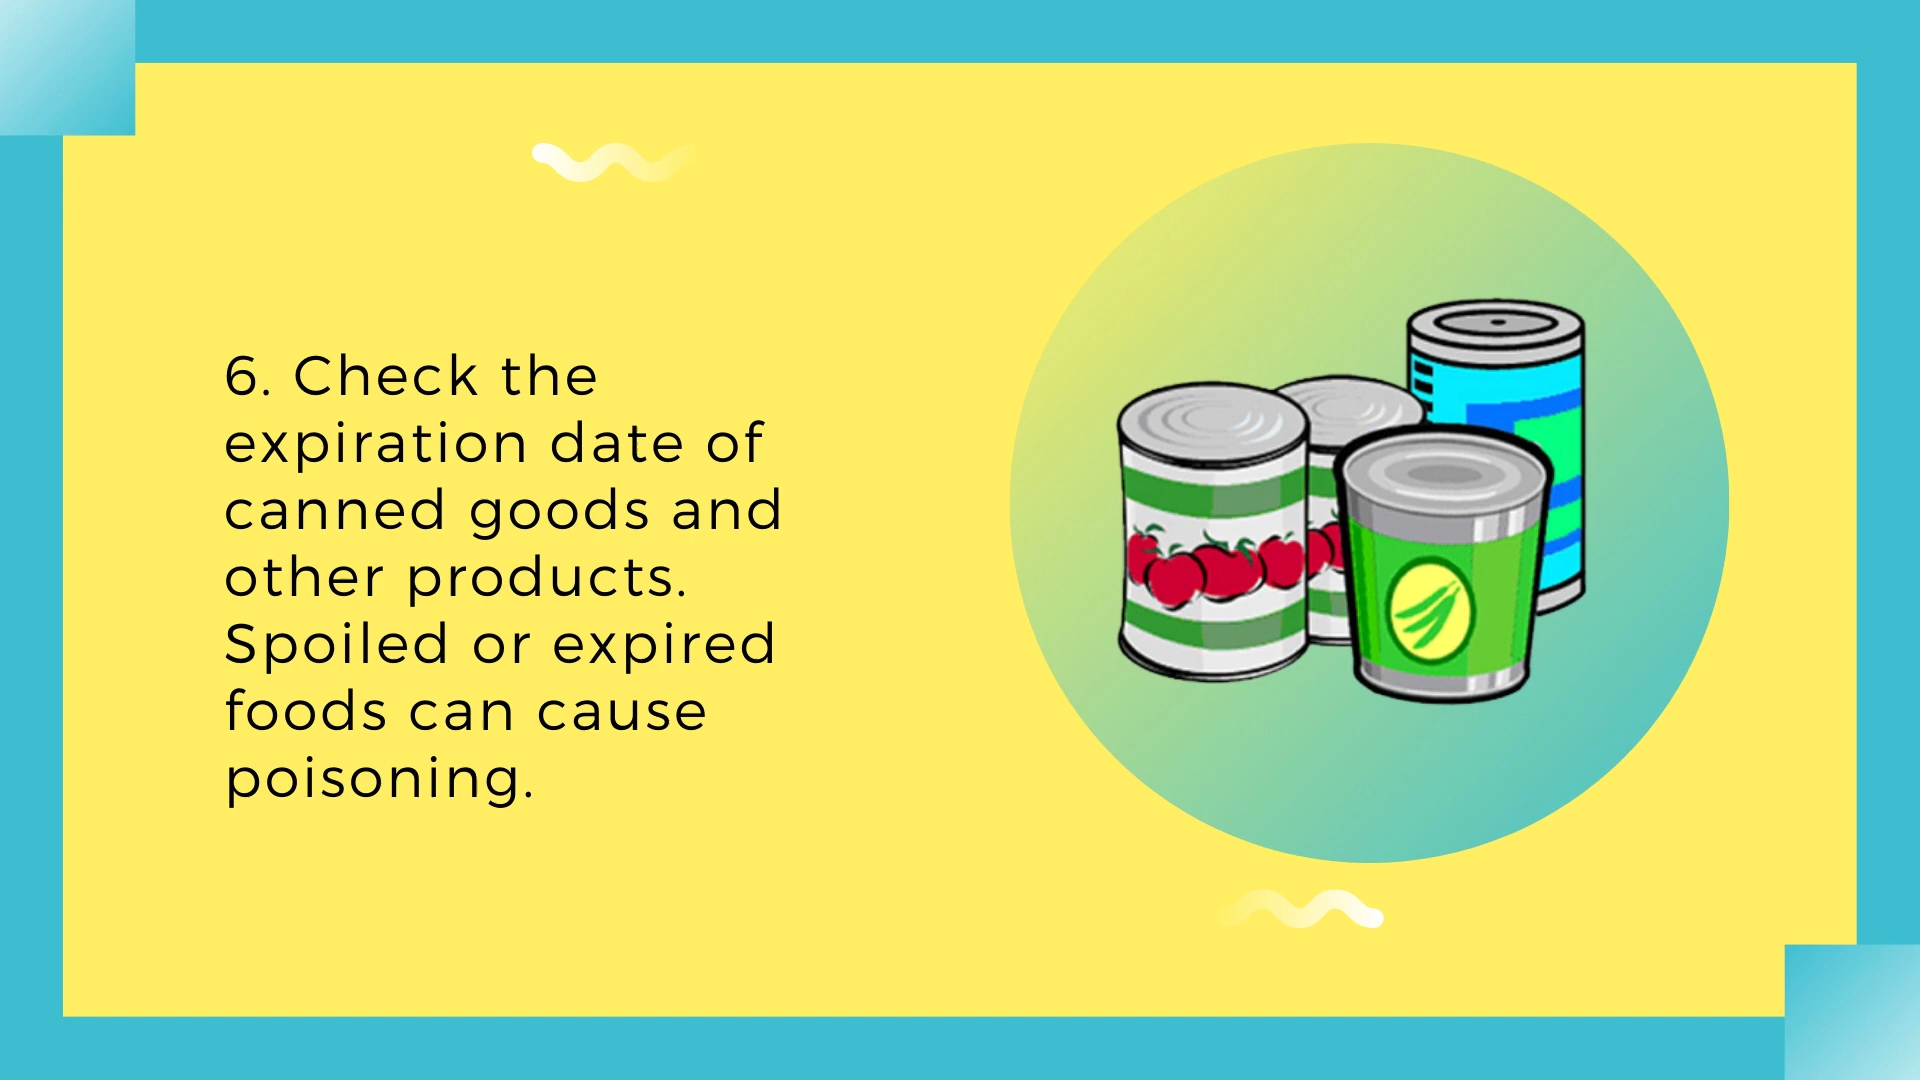 6. Check the
expiration date of
canned goods and
other products.
Spoiled or expired
foods can cause
poisoning.